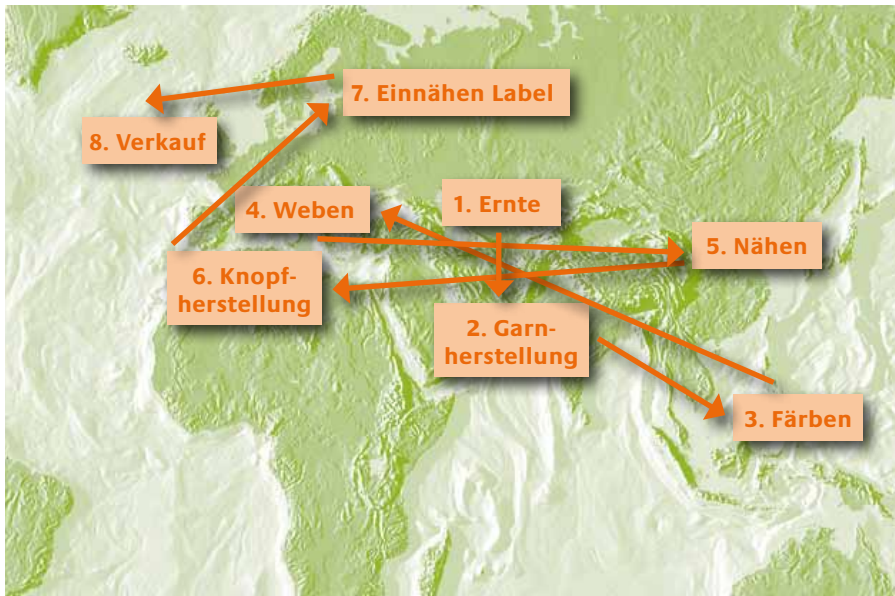 7. Einnähen Label
8. Verkauf
4. Weben
1. Ernte
5. Nähen
6. Knopf-
herstellung
2. Garn-
herstellung
3. Färben